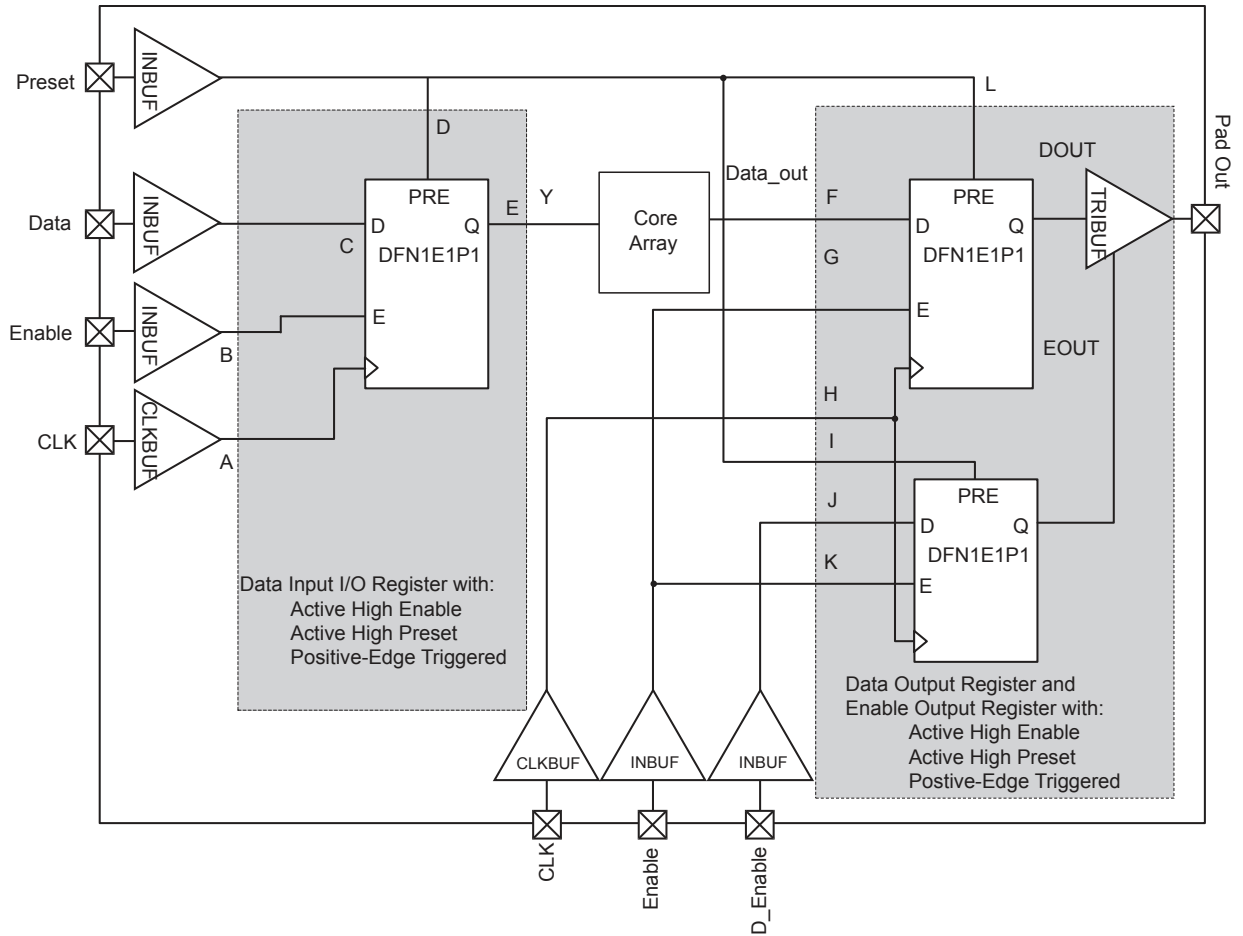 Preset
INBUF
D
L
Pad Out
Data
INBUF
C
PRE
D
Q
DFN1E1P1
E
E
Y
Core
Array
Data_out
F
G
PRE
D
Q
DFN1E1P1
E
DOUT
TRIBUF
EOUT
Enable
INBUF
B
CLK
CLKBUF
A
H
I
J
K
PRE
D
Q
DFN1E1P1
E
Data Input I/O Register with:
Active High Enable
Active High Preset
Positive-Edge Triggered
Data Output Register and
Enable Output Register with:
Active High Enable
Active High Preset
Postive-Edge Triggered
CLKBUF
INBUF
INBUF
CLK
Enable
D_Enable